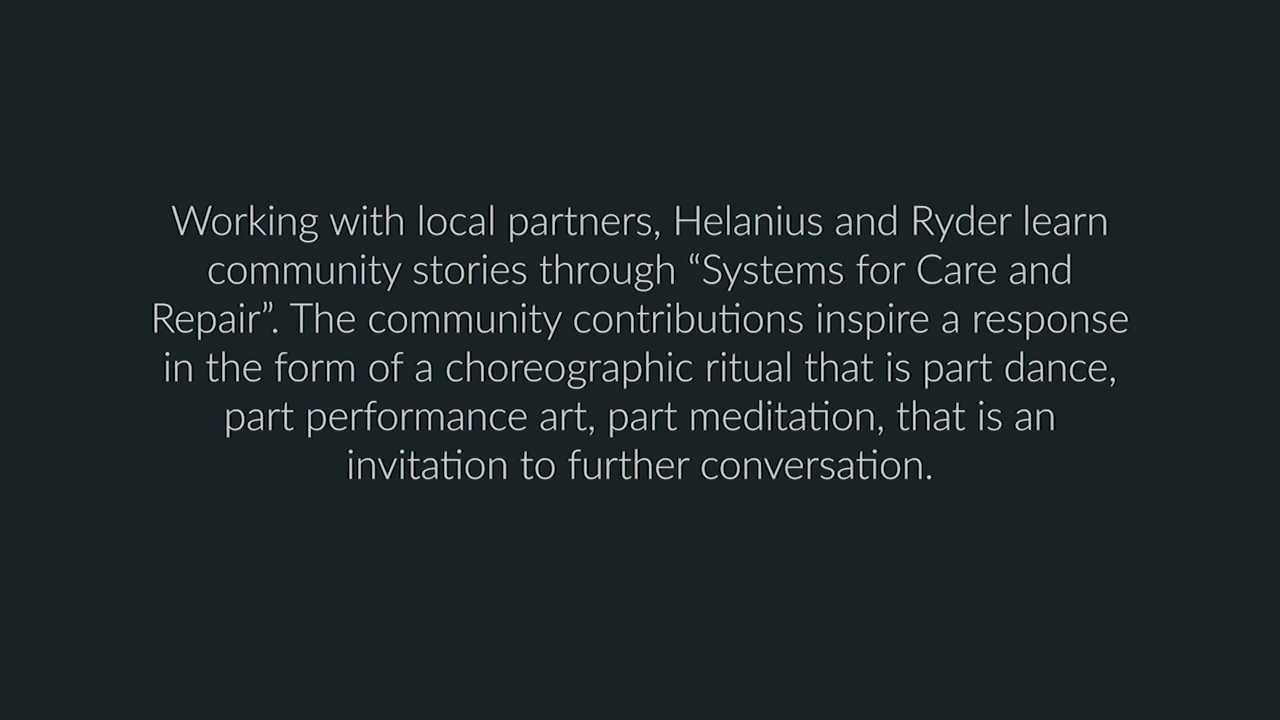 Working with local partners, Helanius and Ryder learn
community stories through “Systems for Care and
Repair”. The community contributions inspire a response
in the form of a choreographic ritual that is part dance,
part performance art, part meditation, that is an
invitation to further conversation.